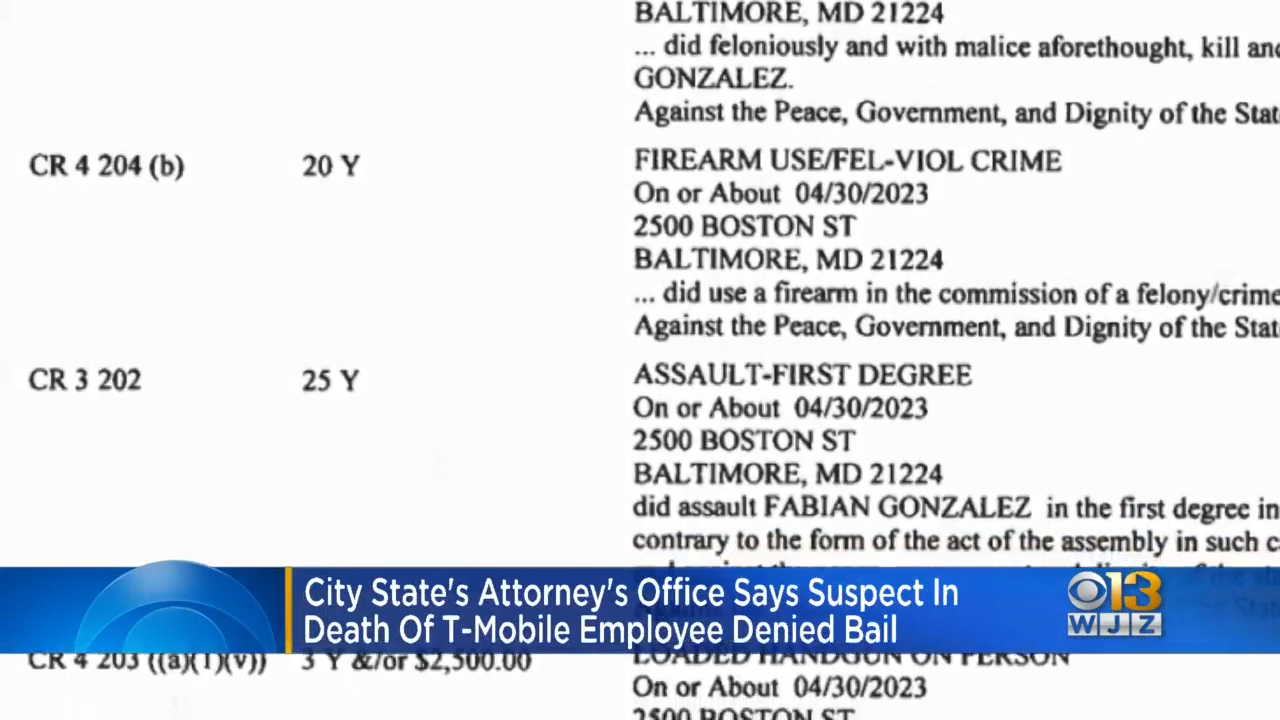 BALTIMORE, MD 21224
... did feloniously and with malice aforethought, kill and
GONZALEZ.
Against the Peace, Government, and Dignity of the Stat
CR 4 204 (b) 20 Y FIREARM USE/FEL-VIOL CRIME
On or About 04/30/2023
2500 BOSTON ST
BALTIMORE, MD 21224
... did use a firearm in the commission of a felony/crime
Against the Peace, Government, and Dignity of the Stat
CR 3 202 25 Y ASSAULT-FIRST DEGREE
On or About 04/30/2023
2500 BOSTON ST
BALTIMORE, MD 21224
did assault FABIAN GONZALEZ in the first degree in
contrary to the form of the act of the assembly in such c
City State's Attorney's Office Says Suspect In
Death Of T-Mobile Employee Denied Bail
13
WJZ
CR 4 203 ((a)(1)(v)) 3 Y &/or $2,500.00 LOADED HANDGUN ON PERSON
On or About 04/30/2023
2500 BOSTON ST